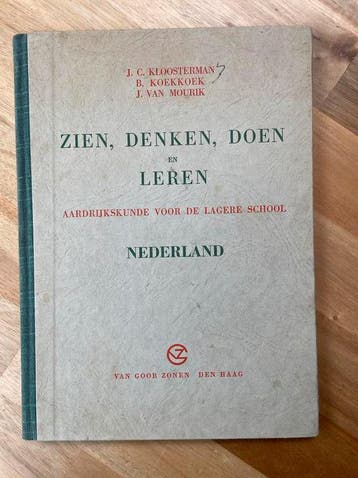 J. C. KLOOSTERMAN
B. KOEKKOEK
J. VAN MOURIK
ZIEN, DENKEN, DOEN
EN
LEREN
AARDRIJKSKUNDE VOOR DE LAGERE SCHOOL
NEDERLAND
VAN GOOR ZONEN DEN HAAG